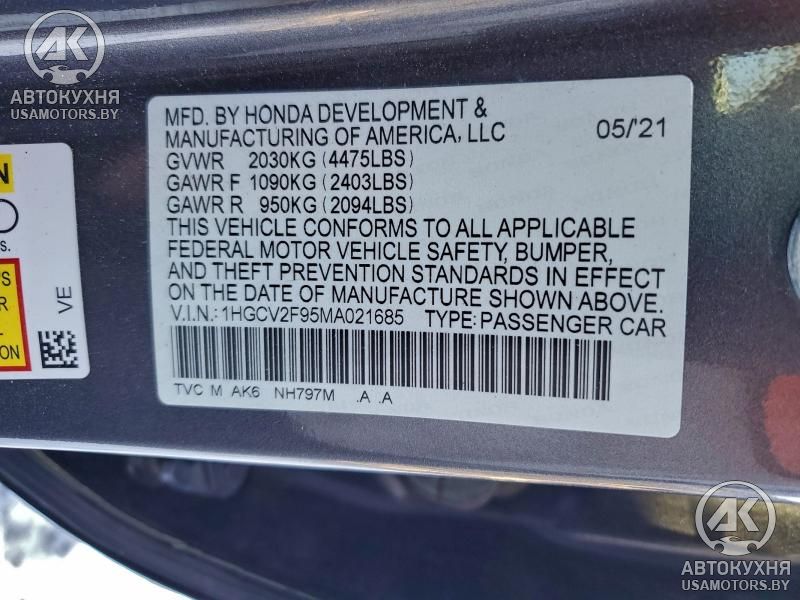 AK
АВТОКУХНЯ
USAMOTORS.BY
MFD. BY HONDA DEVELOPMENT &
MANUFACTURING OF AMERICA, LLC 05/'21
GVWR 2030KG (4475LBS)
GAWR F 1090KG (2403LBS)
GAWR R 950KG (2094LBS)
THIS VEHICLE CONFORMS TO ALL APPLICABLE
FEDERAL MOTOR VEHICLE SAFETY, BUMPER,
AND THEFT PREVENTION STANDARDS IN EFFECT
ON THE DATE OF MANUFACTURE SHOWN ABOVE.
V.I.N.: 1HGCV2F95MA021685 TYPE: PASSENGER CAR
TVC M AK6 NH797M .A .A
VE
AK
АВТОКУХНЯ
USAMOTORS.BY